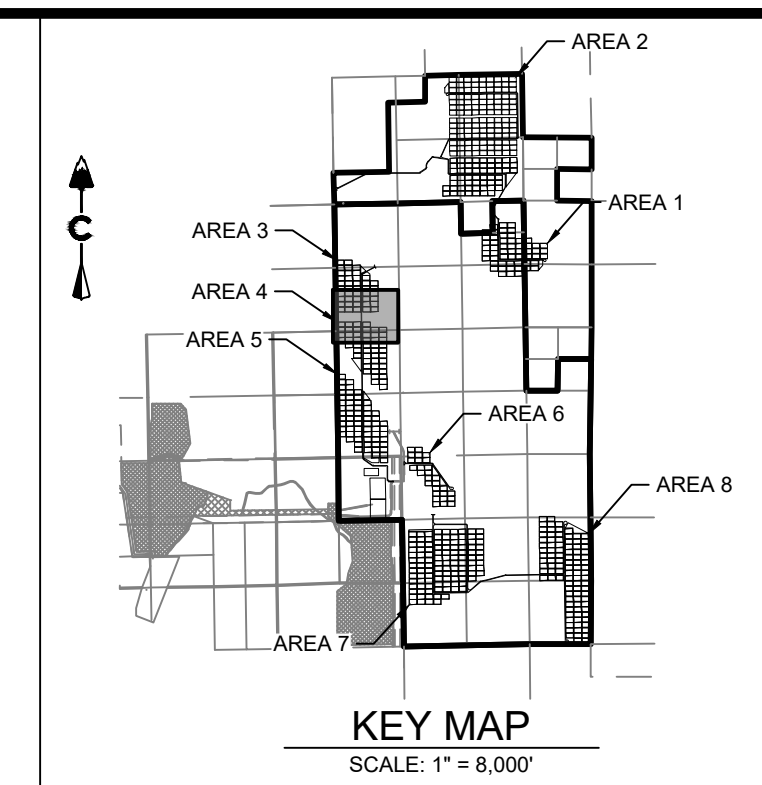 AREA 2
AREA 1
AREA 3
C
AREA 4
AREA 5
AREA 6
AREA 8
AREA 7
KEY MAP
SCALE: 1" = 8,000'